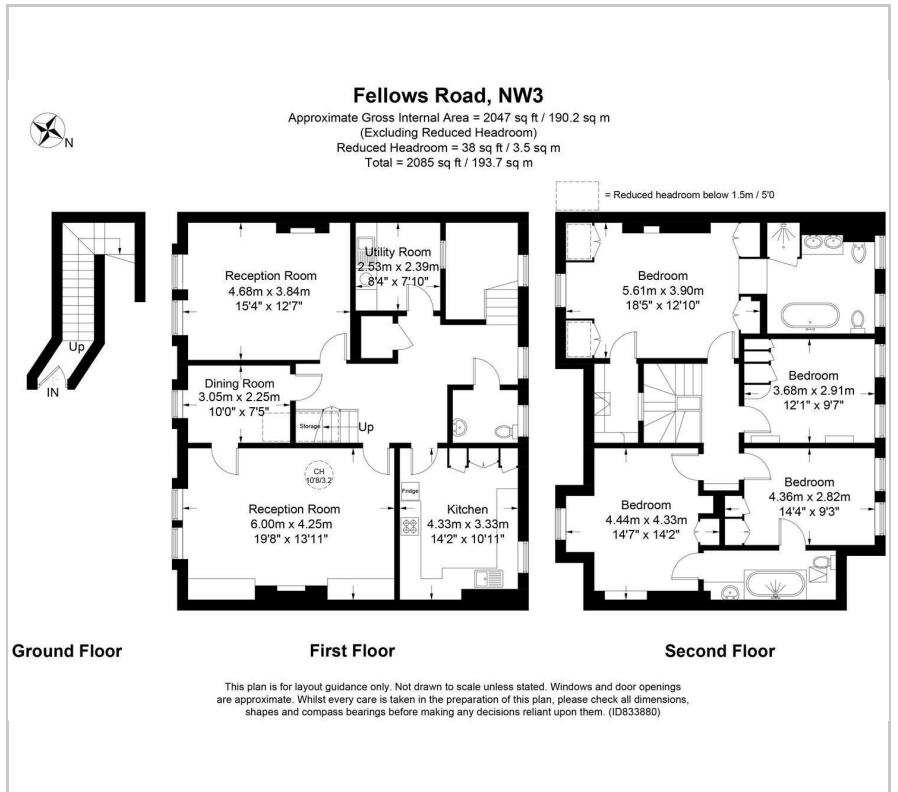 Fellows Road, NW3
Approximate Gross Internal Area = 2047 sq ft / 190.2 sq m
(Excluding Reduced Headroom)
Reduced Headroom = 38 sq ft / 3.5 sq m
Total = 2085 sq ft / 193.7 sq m
N
= Reduced headroom below 1.5m / 5'0
Up
IN
Reception Room
4.68m x 3.84m
15'4" x 12'7"
Utility Room
2.53m x 2.39m
8'4" x 7'10"
Dining Room
3.05m x 2.25m
10'0" x 7'5"
Storage
Up
CH
10'8/3.2
Reception Room
6.00m x 4.25m
19'8" x 13'11"
Fridge
Kitchen
4.33m x 3.33m
14'2" x 10'11"
Bedroom
5.61m x 3.90m
18'5" x 12'10"
Bedroom
3.68m x 2.91m
12'1" x 9'7"
Bedroom
4.36m x 2.82m
14'4" x 9'3"
Bedroom
4.44m x 4.33m
14'7" x 14'2"
Ground Floor
First Floor
Second Floor
This plan is for layout guidance only. Not drawn to scale unless stated. Windows and door openings
are approximate. Whilst every care is taken in the preparation of this plan, please check all dimensions,
shapes and compass bearings before making any decisions reliant upon them. (ID833880)